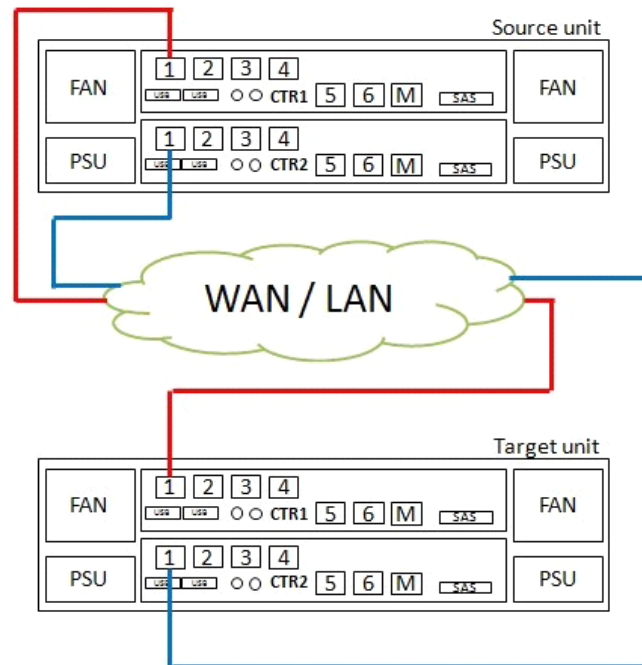 Source unit
FAN 1 2 3 4 FAN
USB USB CTR1 5 6 M SAS
1 2 3 4
PSU USB USB CTR2 5 6 M SAS PSU
WAN / LAN
Target unit
FAN 1 2 3 4 FAN
USB USB CTR1 5 6 M SAS
1 2 3 4
PSU USB USB CTR2 5 6 M SAS PSU